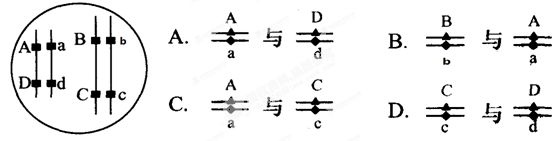 A a B b
D d C c
A. A 与 D
a d
B. B 与 A
b a
C. A 与 C
a c
D. C 与 D
c d